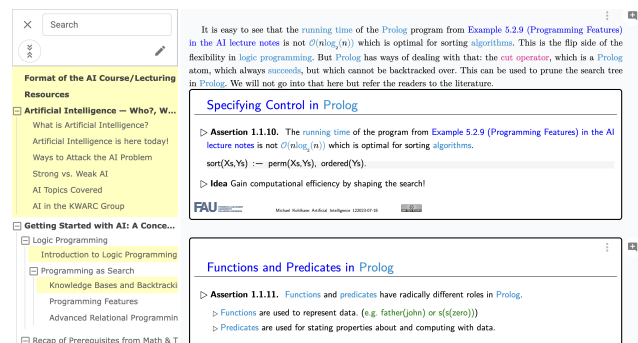 Search
Format of the AI Course/Lecturing
Resources
Artificial Intelligence — Who?, W...
What is Artificial Intelligence?
Artificial Intelligence is here today!
Ways to Attack the AI Problem
Strong vs. Weak AI
AI Topics Covered
AI in the KWARC Group
Getting Started with AI: A Conce...
Logic Programming
Introduction to Logic Programming
Programming as Search
Knowledge Bases and Backtracki
Programming Features
Advanced Relational Programmin
Recap of Prerequisites from Math & T
It is easy to see that the running time of the Prolog program from Example 5.2.9 (Programming Features)
in the AI lecture notes is not O(nlog₂(n)) which is optimal for sorting algorithms. This is the flip side of the
flexibility in logic programming. But Prolog has ways of dealing with that: the cut operator, which is a Prolog
atom, which always succeeds, but which cannot be backtracked over. This can be used to prune the search tree
in Prolog. We will not go into that here but refer the readers to the literature.
Specifying Control in Prolog
▷ Assertion 1.1.10. The running time of the program from Example 5.2.9 (Programming Features) in the AI
lecture notes is not O(nlog₂(n)) which is optimal for sorting algorithms.
sort(Xs,Ys) :− perm(Xs,Ys), ordered(Ys).
▷ Idea Gain computational efficiency by shaping the search!
FAU
Michael Kohlhase: Artificial Intelligence 1 2 2023-07-18
Functions and Predicates in Prolog
▷ Assertion 1.1.11. Functions and predicates have radically different roles in Prolog.
▷ Functions are used to represent data. (e.g. father(john) or s(s(zero)))
▷ Predicates are used for stating properties about and computing with data.